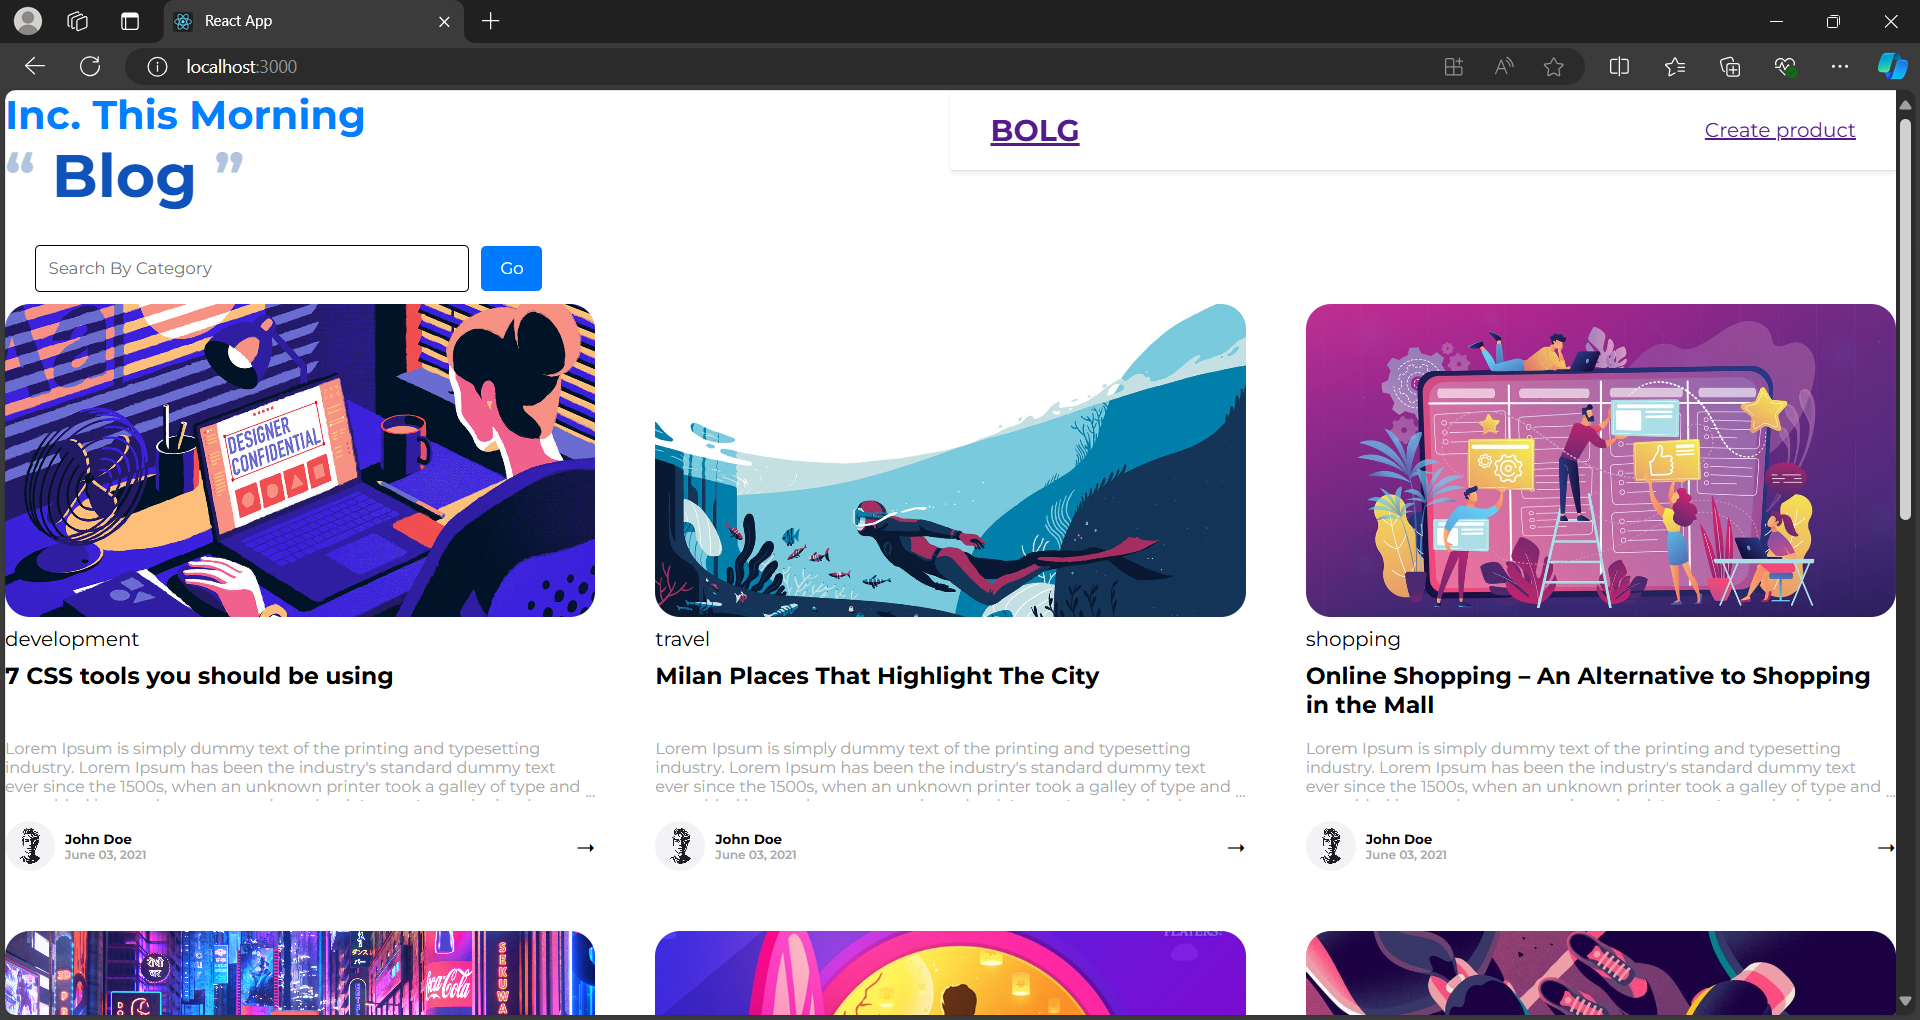 React App
localhost:3000
Inc. This Morning
“ Blog ”
BOLG
Create product
Search By Category
Go
DESIGNER
CONFIDENTIAL
development
7 CSS tools you should be using
Lorem Ipsum is simply dummy text of the printing and typesetting
industry. Lorem Ipsum has been the industry's standard dummy text
ever since the 1500s, when an unknown printer took a galley of type and ...
John Doe
June 03, 2021
→
travel
Milan Places That Highlight The City
Lorem Ipsum is simply dummy text of the printing and typesetting
industry. Lorem Ipsum has been the industry's standard dummy text
ever since the 1500s, when an unknown printer took a galley of type and ...
John Doe
June 03, 2021
→
shopping
Online Shopping – An Alternative to Shopping
in the Mall
Lorem Ipsum is simply dummy text of the printing and typesetting
industry. Lorem Ipsum has been the industry's standard dummy text
ever since the 1500s, when an unknown printer took a galley of type and ...
John Doe
June 03, 2021
→
Coca-Cola
SEKUWA
PLAYERS!